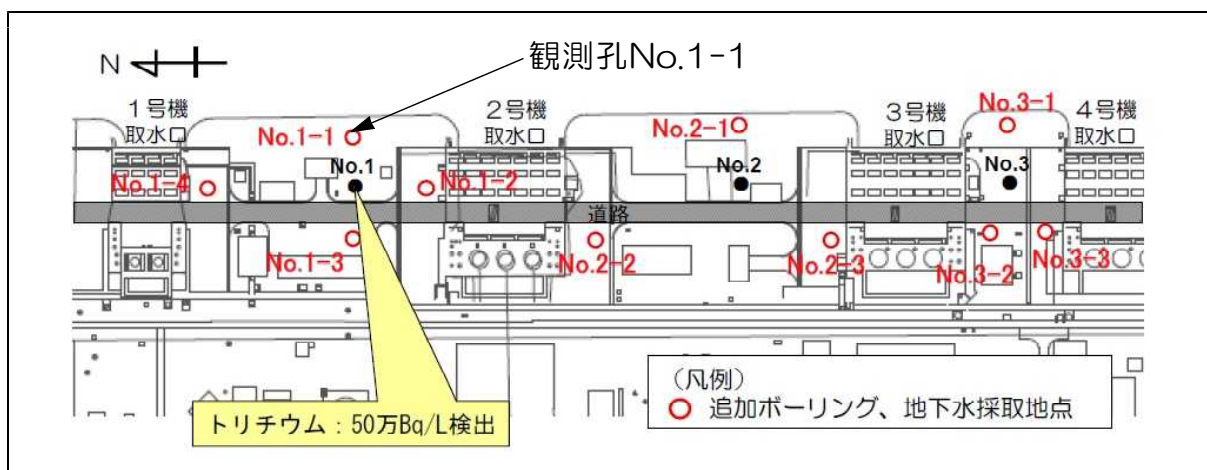 観測孔No.1-1
N
1号機
取水口
2号機
取水口
3号機
取水口
4号機
取水口
No.1-1
No.2-1
No.3-1
No.1-4
No.1
No.1-2
No.2
No.3
道路
No.1-3
No.2-2
No.2-3
No.3-2
No.3-3
トリチウム：50万Bq/L検出
（凡例）
追加ボーリング、地下水採取地点